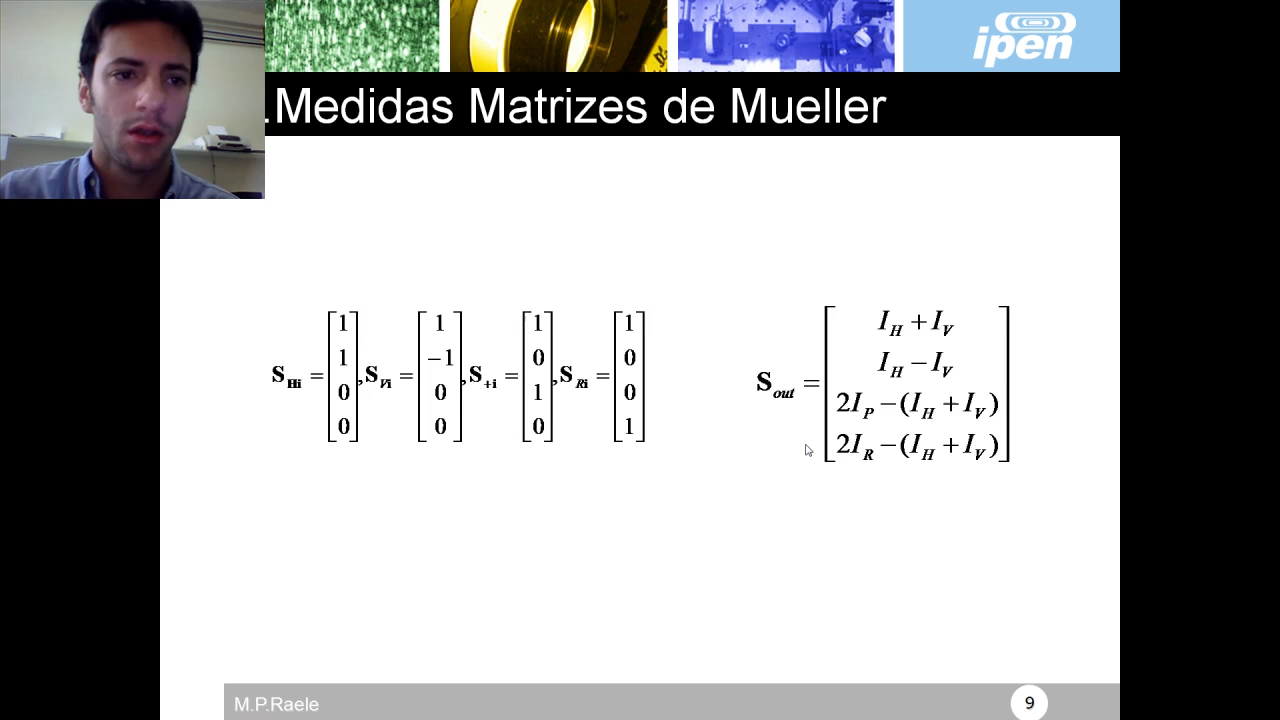 ipen
.Medidas Matrizes de Mueller
S_Hi = [1 1 0 0], S_Vi = [1 −1 0 0], S_+i = [1 0 1 0], S_Ri = [1 0 0 1]
S_out = [I_H + I_V
I_H − I_V
2I_P − (I_H + I_V)
2I_R − (I_H + I_V)]
M.P.Raele
9